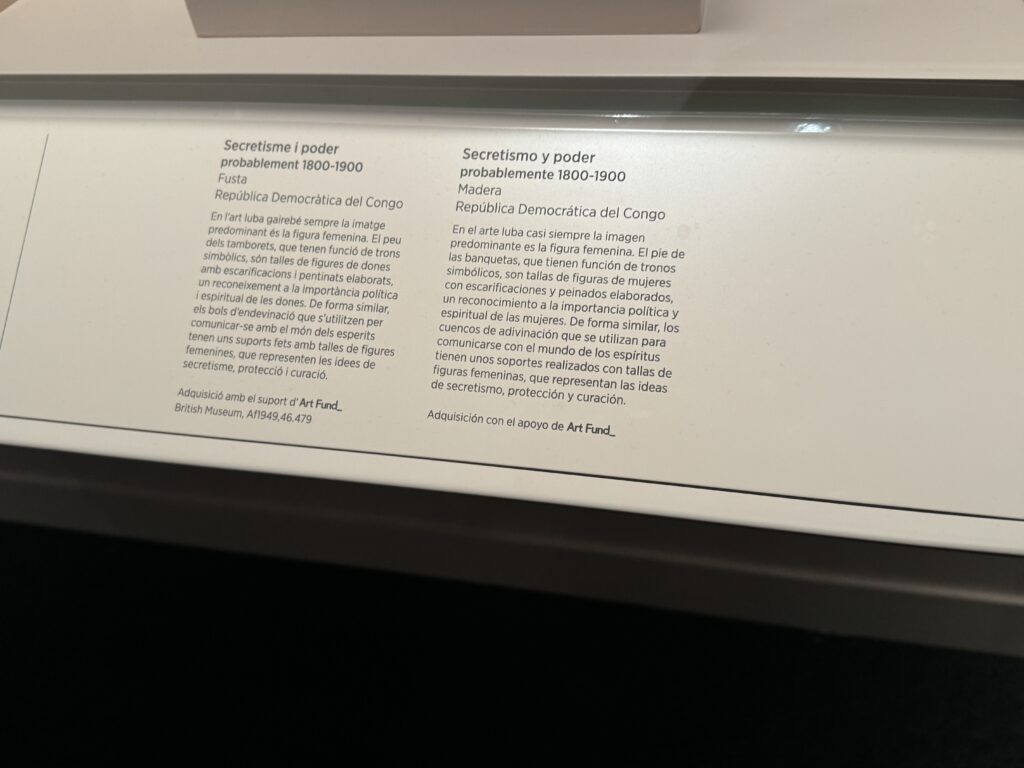 Secretisme i poder
probablement 1800-1900
Fusta
República Democràtica del Congo
En l'art luba gairebé sempre la imatge
predominant és la figura femenina. El peu
dels tamborets, que tenen funció de trons
simbòlics, són talles de figures de dones
amb escarificacions i pentinats elaborats,
un reconeixement a la importància política
i espiritual de les dones. De forma similar,
els bols d'endevinació que s'utilitzen per
comunicar-se amb el món dels esperits
tenen uns suports fets amb talles de figures
femenines, que representen les idees de
secretisme, protecció i curació.
Adquisició amb el suport d'Art Fund_
British Museum, Af1949,46.479
Secretismo y poder
probablemente 1800-1900
Madera
República Democrática del Congo
En el arte luba casi siempre la imagen
predominante es la figura femenina. El pie de
las banquetas, que tienen función de tronos
simbólicos, son tallas de figuras de mujeres
con escarificaciones y peinados elaborados,
un reconocimiento a la importancia política y
espiritual de las mujeres. De forma similar, los
cuencos de adivinación que se utilizan para
comunicarse con el mundo de los espíritus
tienen unos soportes realizados con tallas de
figuras femeninas, que representan las ideas
de secretismo, protección y curación.
Adquisición con el apoyo de Art Fund_